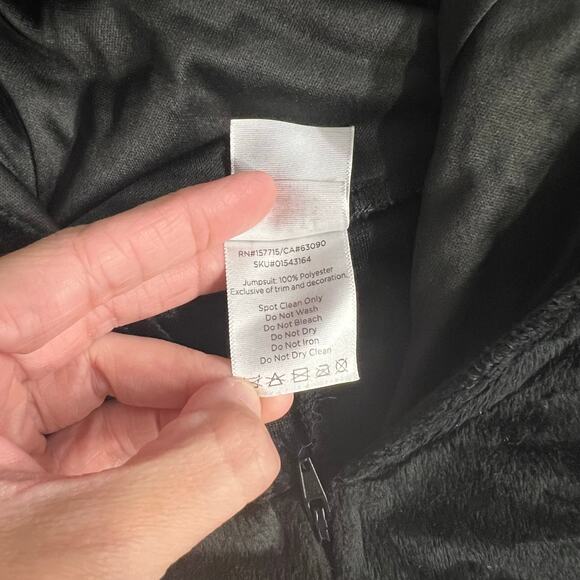 RN#157715/CA#63090
SKU#01543164
Jumpsuit: 100% Polyester
Exclusive of trim and decoration.
Spot Clean Only
Do Not Wash
Do Not Bleach
Do Not Dry
Do Not Iron
Do Not Dry Clean